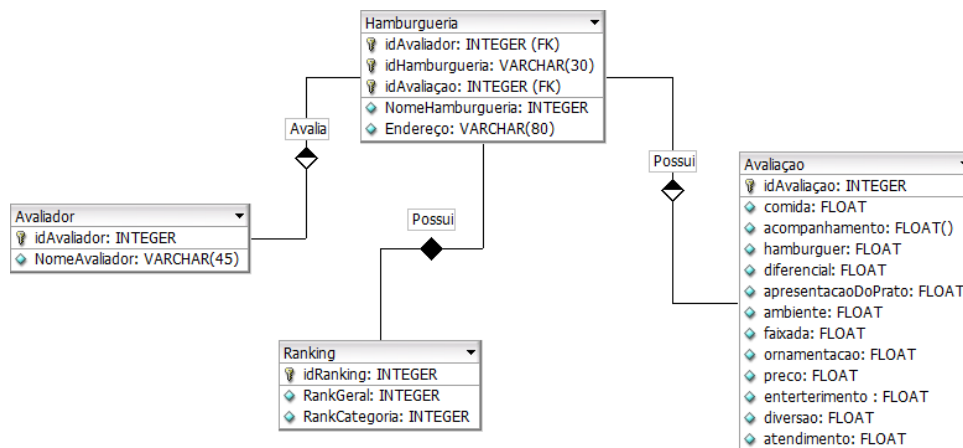 Hamburgueria
idAvaliador: INTEGER (FK)
idHamburgueria: VARCHAR(30)
idAvaliaçao: INTEGER (FK)
NomeHamburgueria: INTEGER
Endereço: VARCHAR(80)
Avalia
Possui
Avaliador
idAvaliador: INTEGER
NomeAvaliador: VARCHAR(45)
Possui
Avaliaçao
idAvaliaçao: INTEGER
comida: FLOAT
acompanhamento: FLOAT()
hamburguer: FLOAT
diferencial: FLOAT
apresentacaoDoPrato: FLOAT
ambiente: FLOAT
faixada: FLOAT
ornamentacao: FLOAT
preco: FLOAT
enterterimento : FLOAT
diversao: FLOAT
atendimento: FLOAT
Ranking
idRanking: INTEGER
RankGeral: INTEGER
RankCategoria: INTEGER